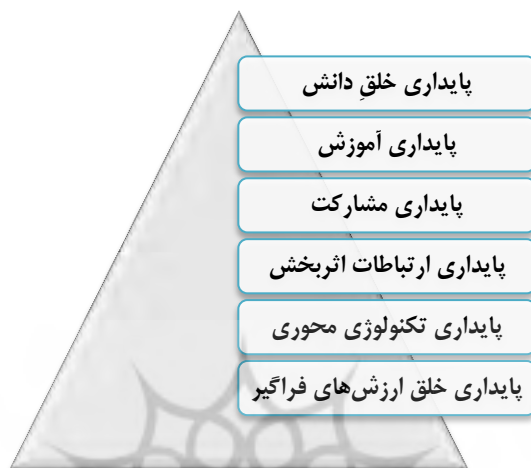 پایداری خلقِ دانش
پایداری آموزش
پایداری مشارکت
پایداری ارتباطات اثربخش
پایداری تکنولوژی محوری
پایداری خلق ارزش‌های فراگیر